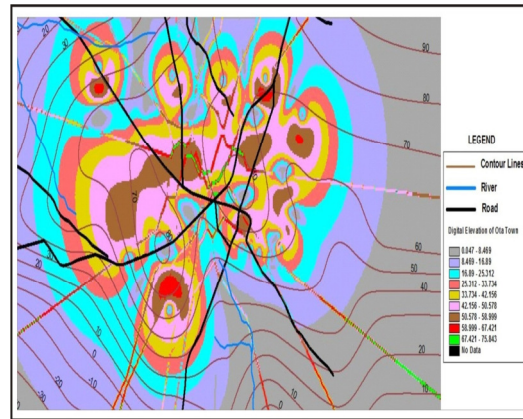 30
20
90
80
70
70
60
50
40
30
20
10
0
20
10
0
LEGEND
Contour Lines
River
Road
Digital Elevation of Ota Town
0.047 - 8.469
8.469 - 16.89
16.89 - 25.312
25.312 - 33.734
33.734 - 42.156
42.156 - 50.578
50.578 - 58.999
58.999 - 67.421
67.421 - 75.843
No Data